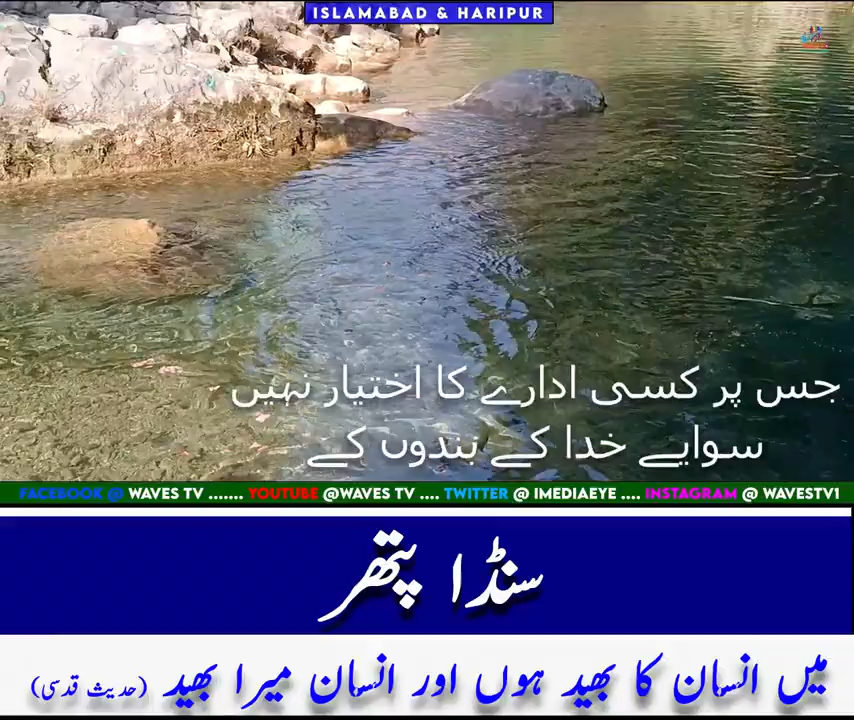 ISLAMABAD & HARIPUR
جس پر کسی ادارے کا اختیار نہیں
سوایے خدا کے بندوں کے
FACEBOOK @ WAVES TV ....... YOUTUBE @WAVES TV .... TWITTER @ IMEDIAEYE .... INSTAGRAM @ WAVESTV1
سنڈا پتھر
میں انسان کا بھید ہوں اور انسان میرا بھید (حدیث قدسی)